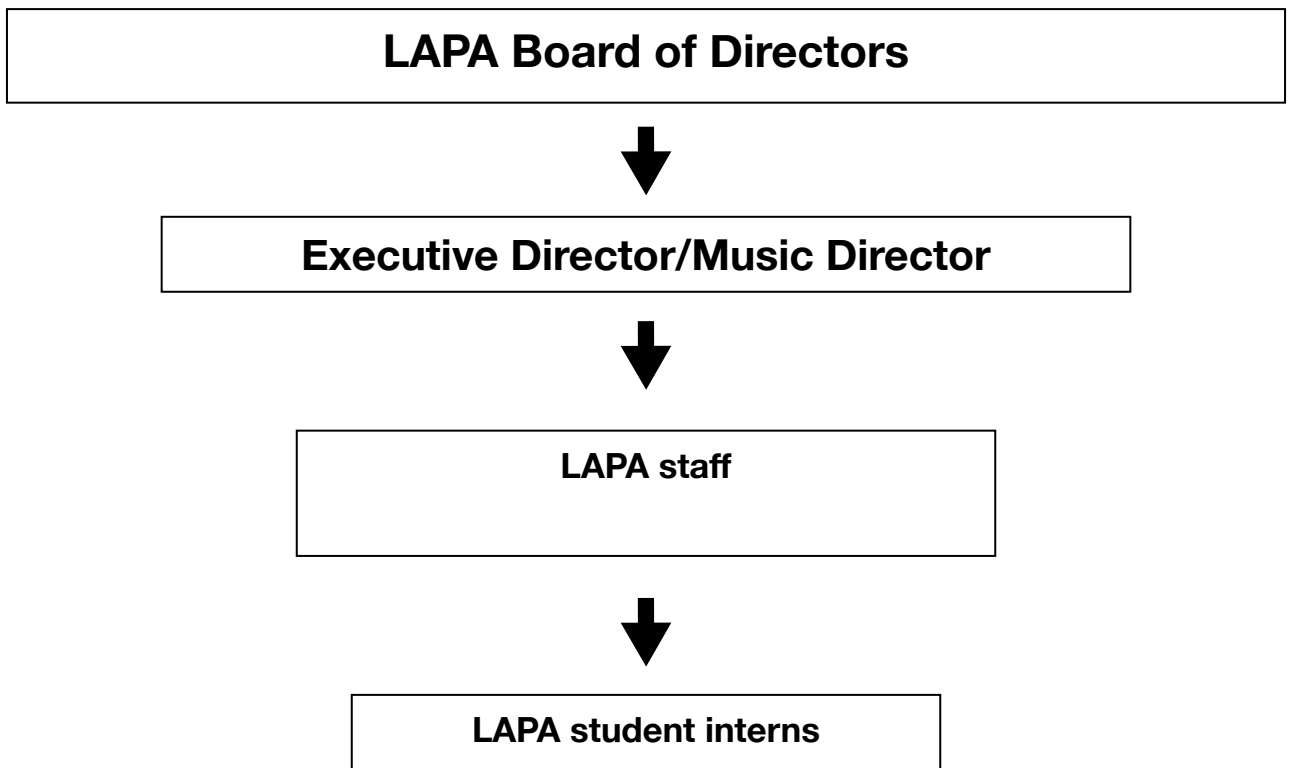 LAPA Board of Directors
Executive Director/Music Director
LAPA staff
LAPA student interns